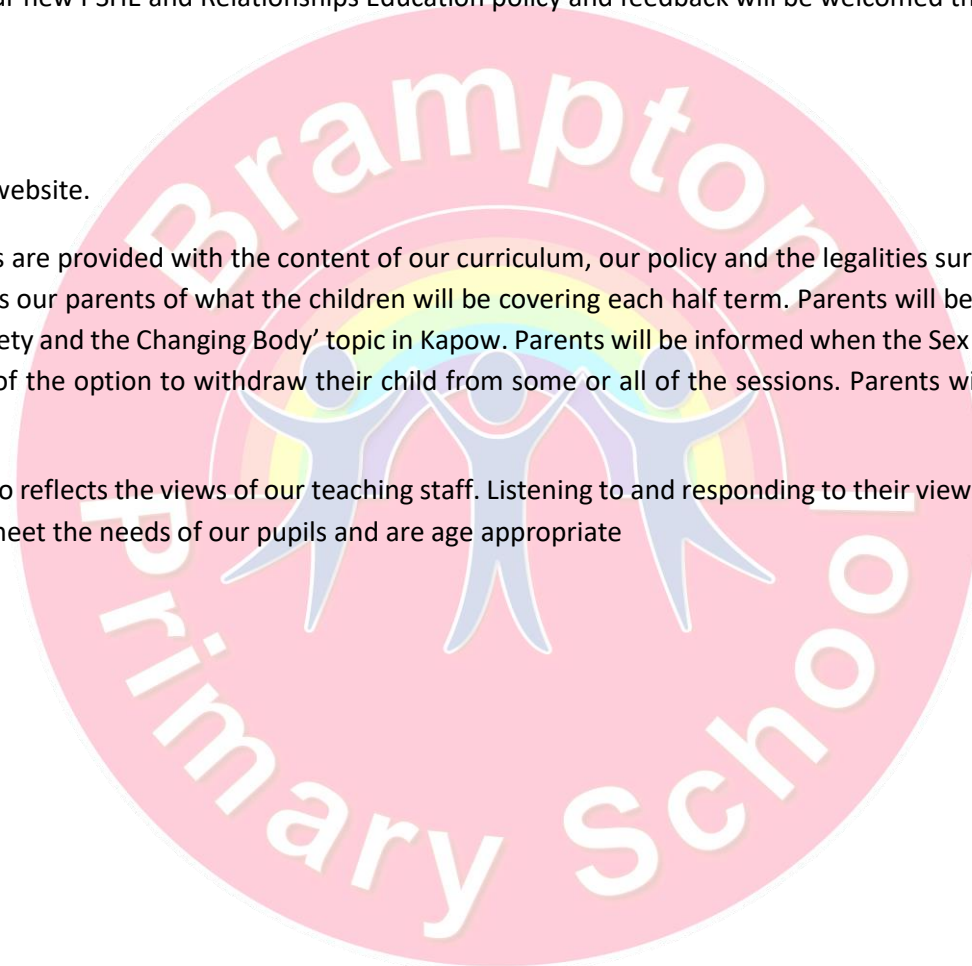 new PSHE and Relationships Education policy and feedback will be welcomed
website.
are provided with the content of our curriculum, our policy and the legalities
our parents of what the children will be covering each half term. Parents will be
and the Changing Body’ topic in Kapow. Parents will be informed when the Sex
of the option to withdraw their child from some or all of the sessions. Parents
reflects the views of our teaching staff. Listening to and responding to their
meet the needs of our pupils and are age appropriate
Brampton
Primary School